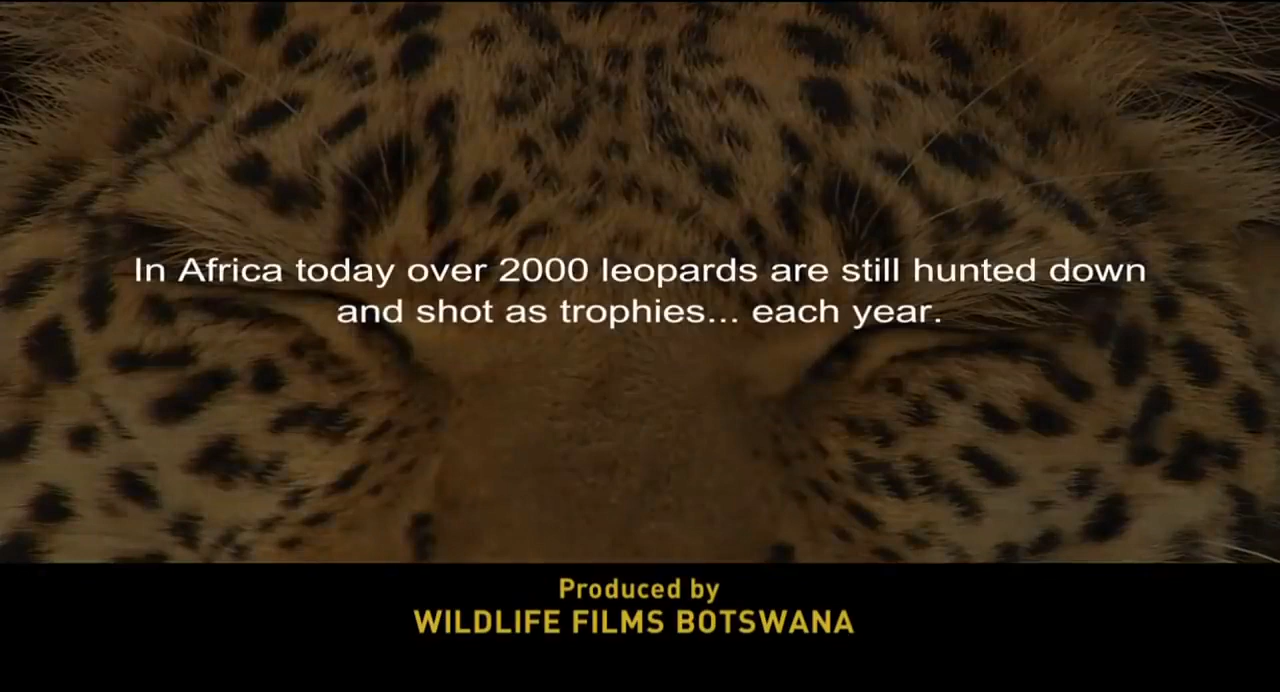 In Africa today over 2000 leopards are still hunted down
and shot as trophies... each year.
Produced by
WILDLIFE FILMS BOTSWANA